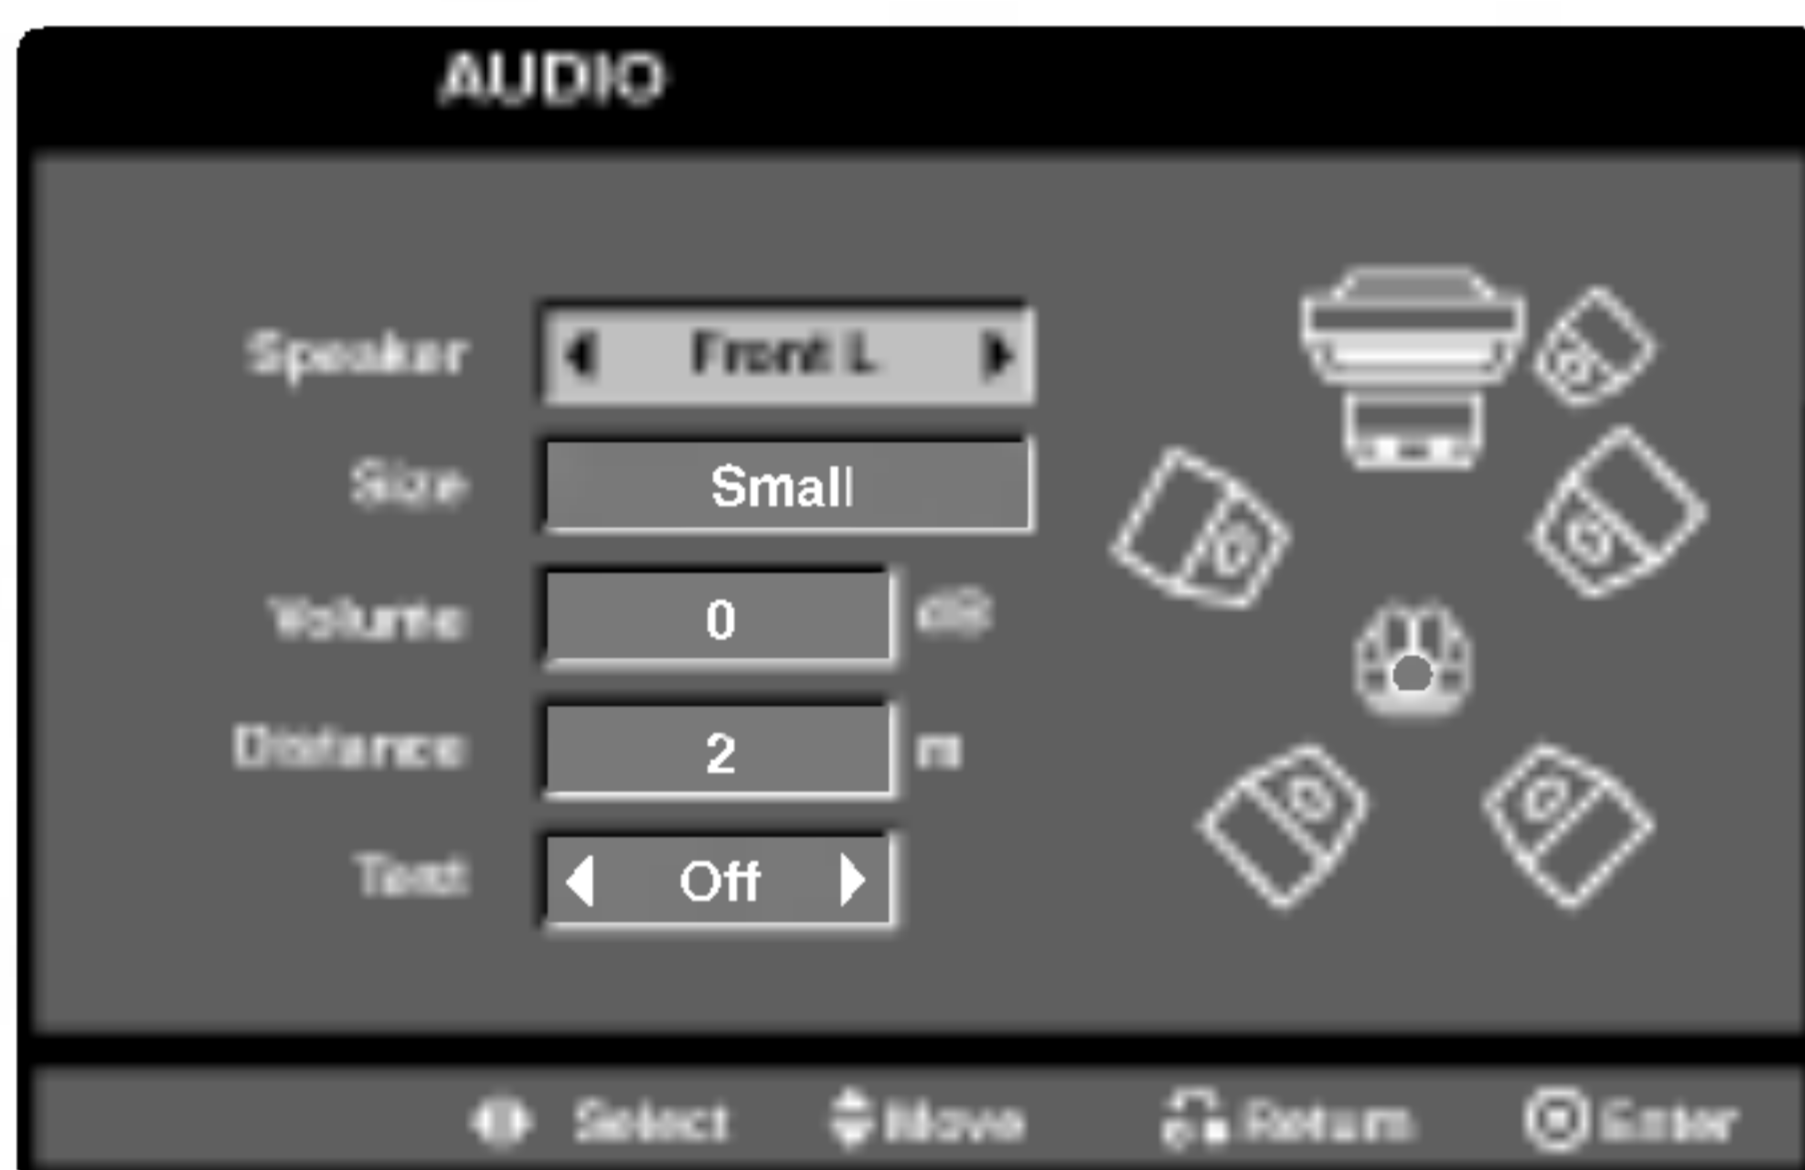 AUDIO
Speaker Front L
Size Small
Volume 0 dB
Distance 2 m
Test Off
Select Move Return Enter